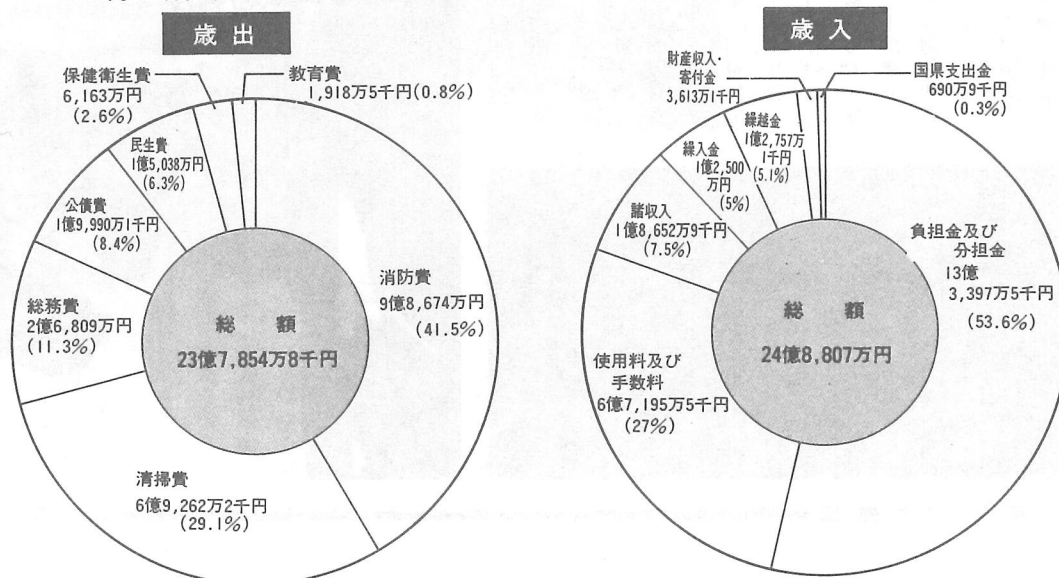 歳出
保健衛生費
6,163万円
(2.6%)
教育費
1,918万5千円(0.8%)
民生費
1億5,038万円
(6.3%)
公債費
1億9,990万1千円
(8.4%)
総務費
2億6,809万円
(11.3%)
消防費
9億8,674万円
(41.5%)
総額
23億7,854万8千円
清掃費
6億9,262万2千円
(29.1%)
歳入
財産収入・
寄付金
3,613万1千円
国県支出金
690万9千円
(0.3%)
繰越金
1億2,757万
1千円
(5.1%)
繰入金
1億2,500
万円
(5%)
諸収入
1億8,652万9千円
(7.5%)
負担金及び
分担金
13億
3,397万5千円
(53.6%)
総額
24億8,807万円
使用料及び
手数料
6億7,195万5千円
(27%)